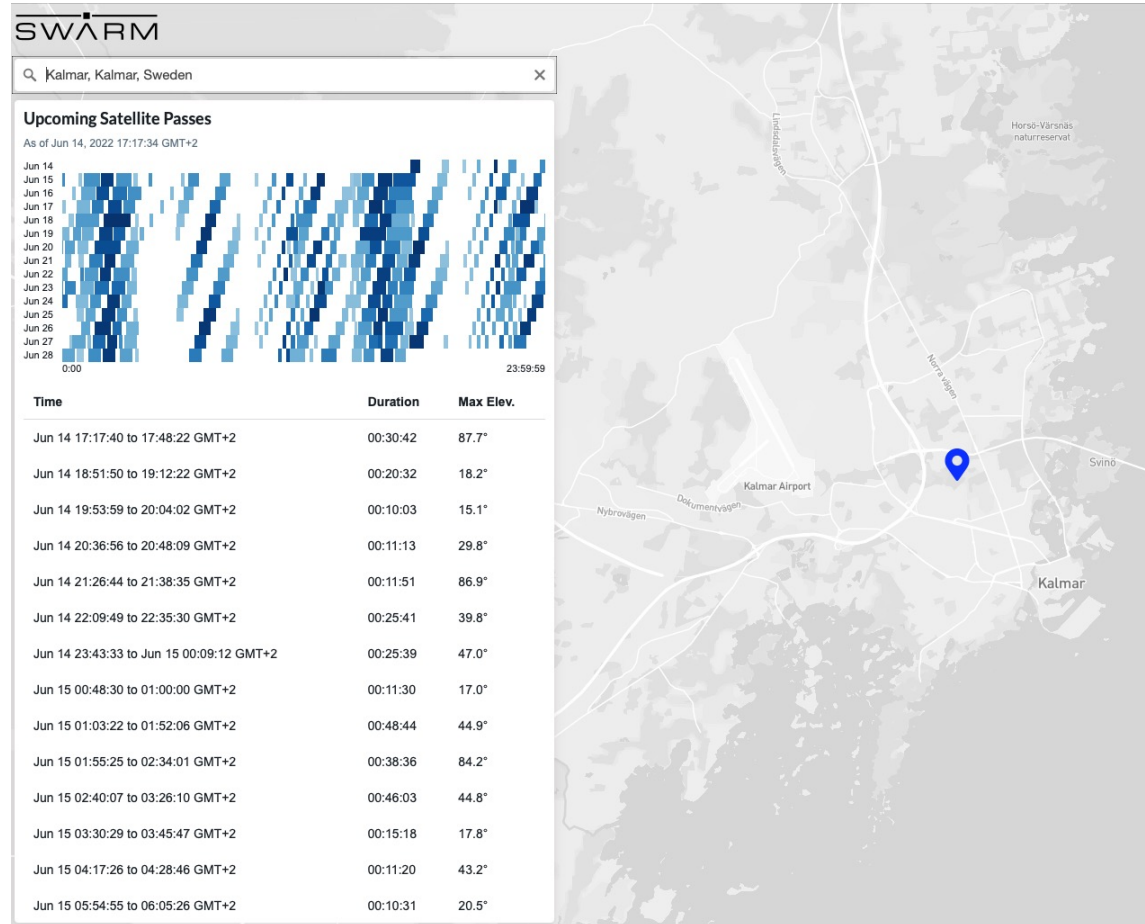 SWARM
Kalmar, Kalmar, Sweden
Upcoming Satellite Passes
As of Jun 14, 2022 17:17:34 GMT+2
Jun 14
Jun 15
Jun 16
Jun 17
Jun 18
Jun 19
Jun 20
Jun 21
Jun 22
Jun 23
Jun 24
Jun 25
Jun 26
Jun 27
Jun 28
0:00 23:59:59
Time Duration Max Elev.
Jun 14 17:17:40 to 17:48:22 GMT+2 00:30:42 87.7°
Jun 14 18:51:50 to 19:12:22 GMT+2 00:20:32 18.2°
Jun 14 19:53:59 to 20:04:02 GMT+2 00:10:03 15.1°
Jun 14 20:36:56 to 20:48:09 GMT+2 00:11:13 29.8°
Jun 14 21:26:44 to 21:38:35 GMT+2 00:11:51 86.9°
Jun 14 22:09:49 to 22:35:30 GMT+2 00:25:41 39.8°
Jun 14 23:43:33 to Jun 15 00:09:12 GMT+2 00:25:39 47.0°
Jun 15 00:48:30 to 01:00:00 GMT+2 00:11:30 17.0°
Jun 15 01:03:22 to 01:52:06 GMT+2 00:48:44 44.9°
Jun 15 01:55:25 to 02:34:01 GMT+2 00:38:36 84.2°
Jun 15 02:40:07 to 03:26:10 GMT+2 00:46:03 44.8°
Jun 15 03:30:29 to 03:45:47 GMT+2 00:15:18 17.8°
Jun 15 04:17:26 to 04:28:46 GMT+2 00:11:20 43.2°
Jun 15 05:54:55 to 06:05:26 GMT+2 00:10:31 20.5°
Lindsdalsvägen
Horsö-Värsnäs
naturreservat
Norra vägen
Svinö
Kalmar Airport
Dokumentvägen
Nybrovägen
Kalmar